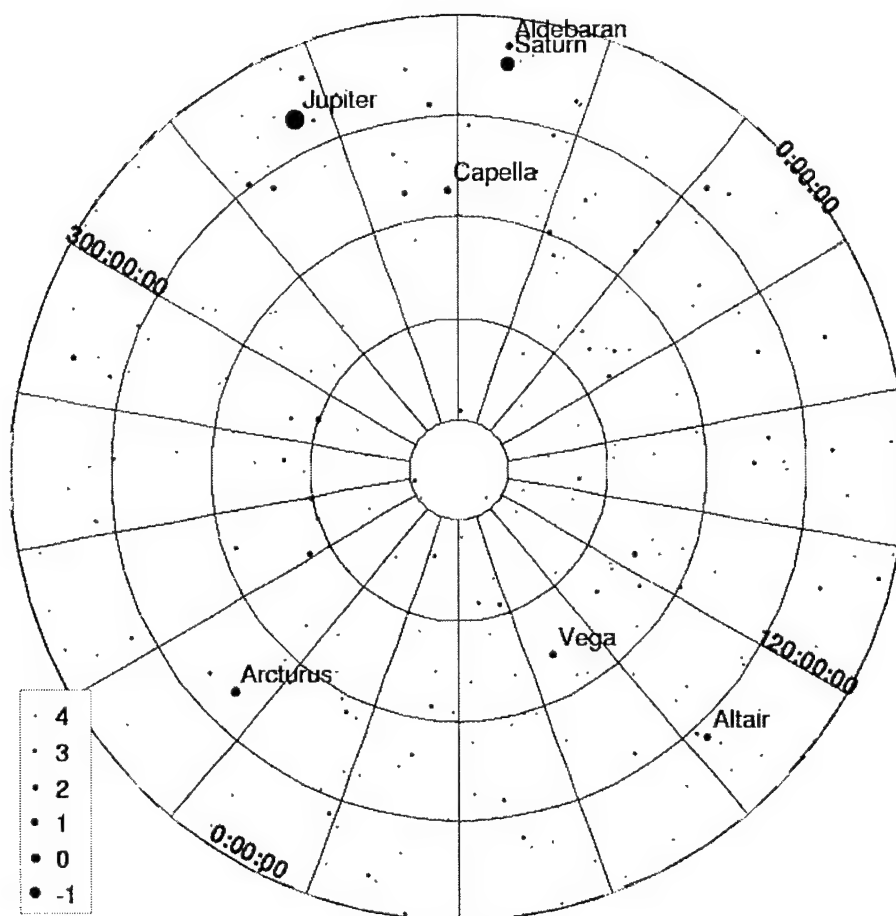 Aldebaran
Saturn
Jupiter
0:00:00
Capella
300:00:00
Vega
120:00:00
Arcturus
Altair
4
3
2
1
0
-1
0:00:00